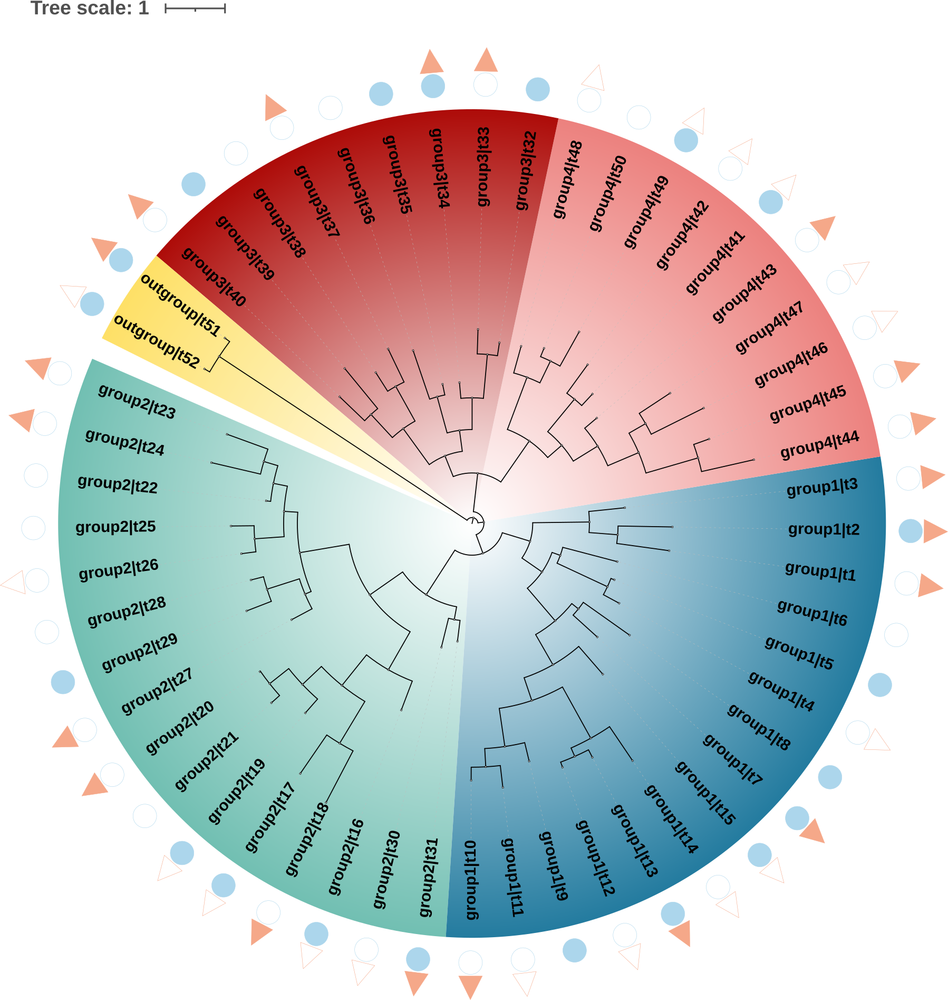 Tree scale: 1
group3|t32
group4|t48
group4|t50
group4|t49
group4|t42
group4|t41
group4|t43
group4|t47
group4|t46
group4|t45
group4|t44
group1|t3
group1|t2
group1|t1
group1|t6
group1|t5
group1|t4
group1|t8
group1|t7
group1|t15
group1|t14
group1|t13
group1|t12
group1|t9
group1|t11
group1|t10
group2|t31
group2|t30
group2|t16
group2|t18
group2|t17
group2|t19
group2|t21
group2|t20
group2|t27
group2|t29
group2|t28
group2|t26
group2|t25
group2|t22
group2|t24
group2|t23
outgroup|t52
outgroup|t51
group3|t40
group3|t39
group3|t38
group3|t37
group3|t36
group3|t35
group3|t34
group3|t33